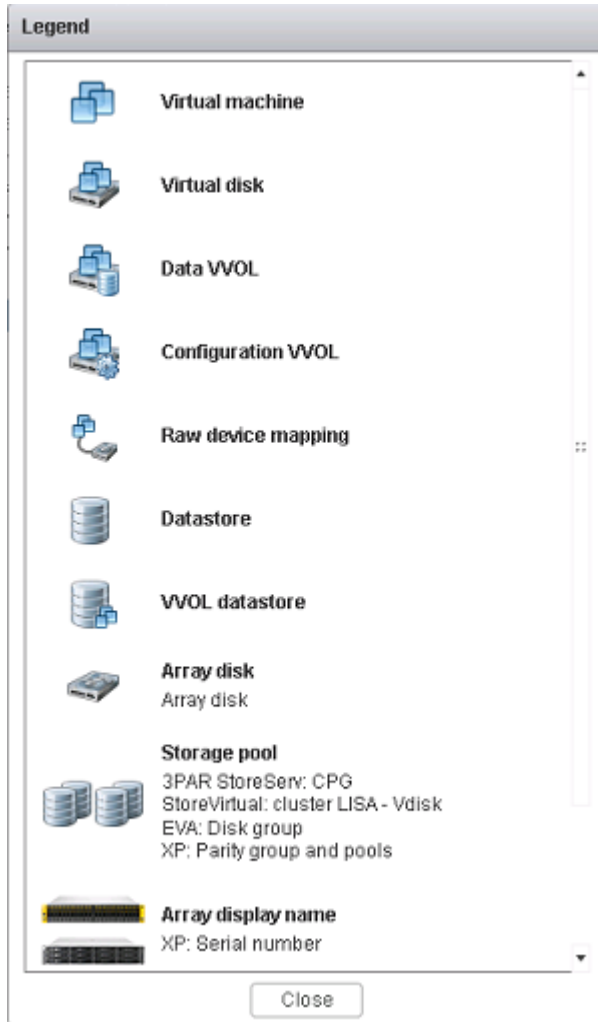 Legend
Virtual machine
Virtual disk
Data VVOL
Configuration VVOL
Raw device mapping
Datastore
VVOL datastore
Array disk
Array disk
Storage pool
3PAR StoreServ: CPG
StoreVirtual: cluster LISA - Vdisk
EVA: Disk group
XP: Parity group and pools
Array display name
XP: Serial number
Close